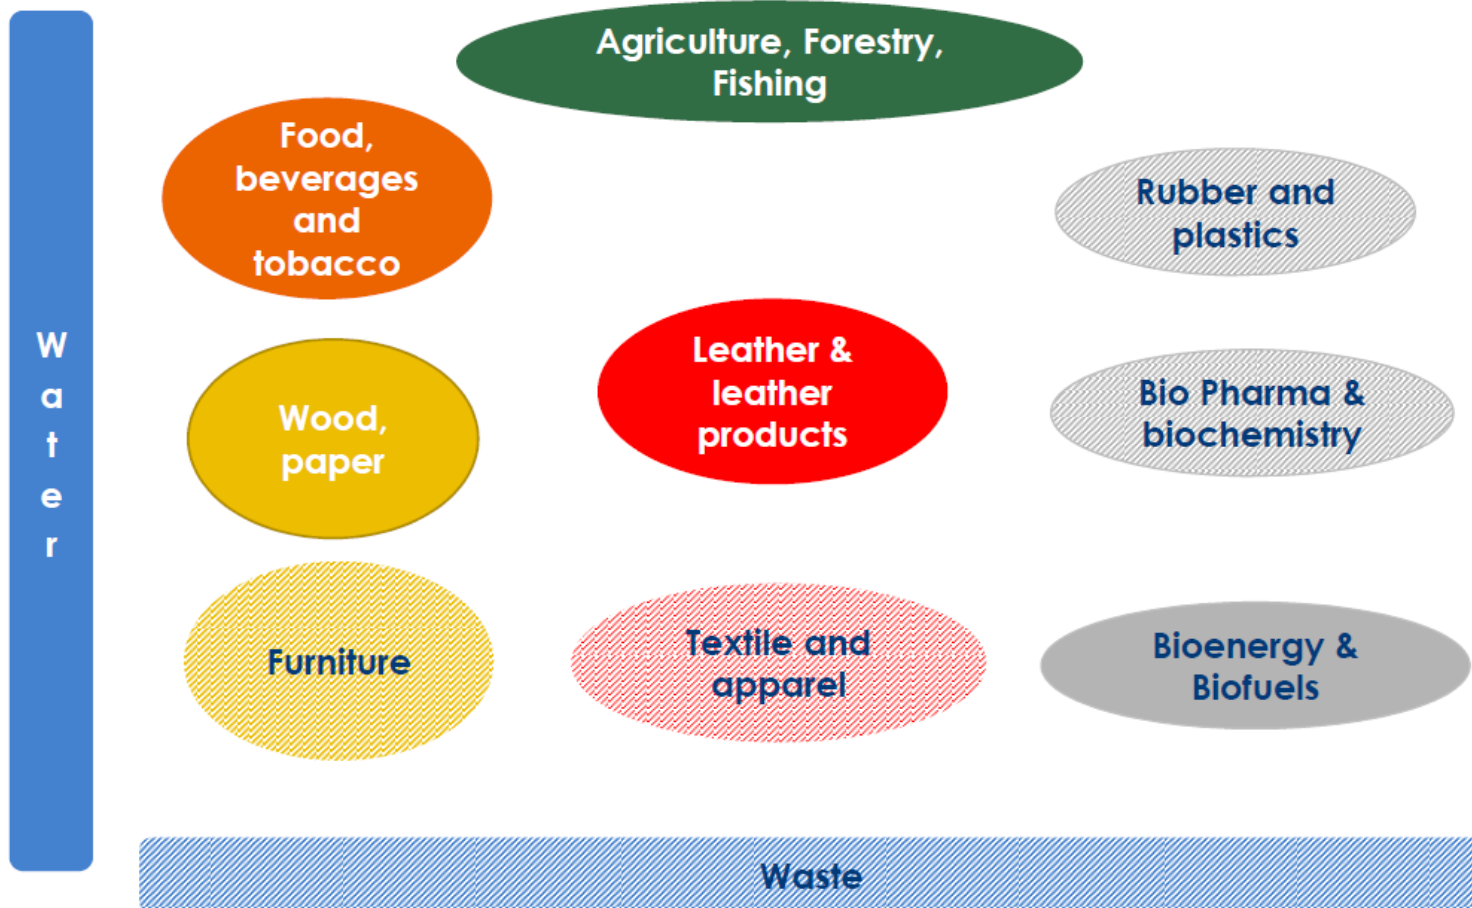 Agriculture, Forestry,
Fishing
Food,
beverages
and
tobacco
Rubber and
plastics
Water
Leather &
leather
products
Wood,
paper
Bio Pharma &
biochemistry
Furniture
Textile and
apparel
Bioenergy &
Biofuels
Waste